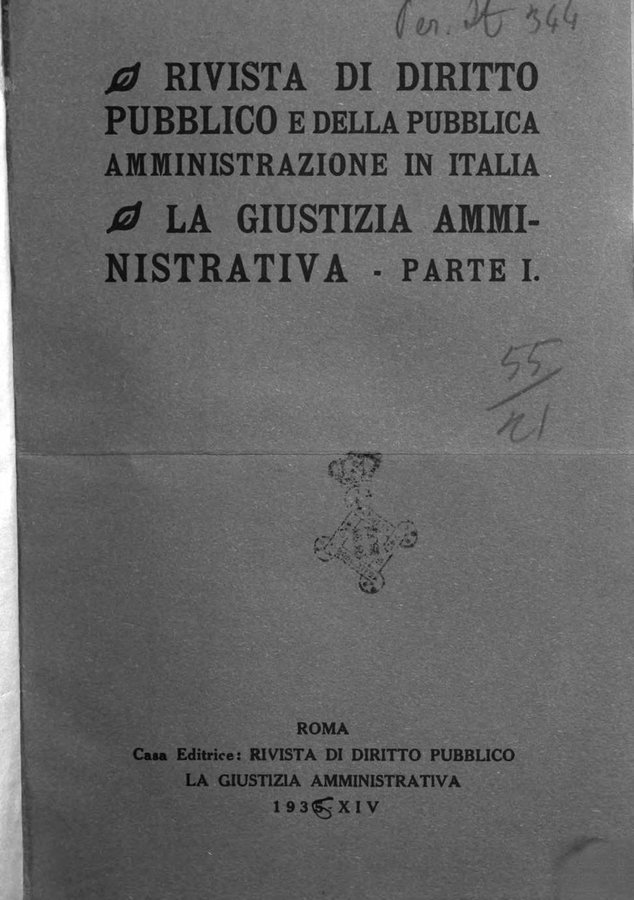 Per. It 344
RIVISTA DI DIRITTO
PUBBLICO E DELLA PUBBLICA
AMMINISTRAZIONE IN ITALIA
LA GIUSTIZIA AMMI-
NISTRATIVA - PARTE I.
55
21
ROMA
Casa Editrice: RIVISTA DI DIRITTO PUBBLICO
LA GIUSTIZIA AMMINISTRATIVA
1935-XIV